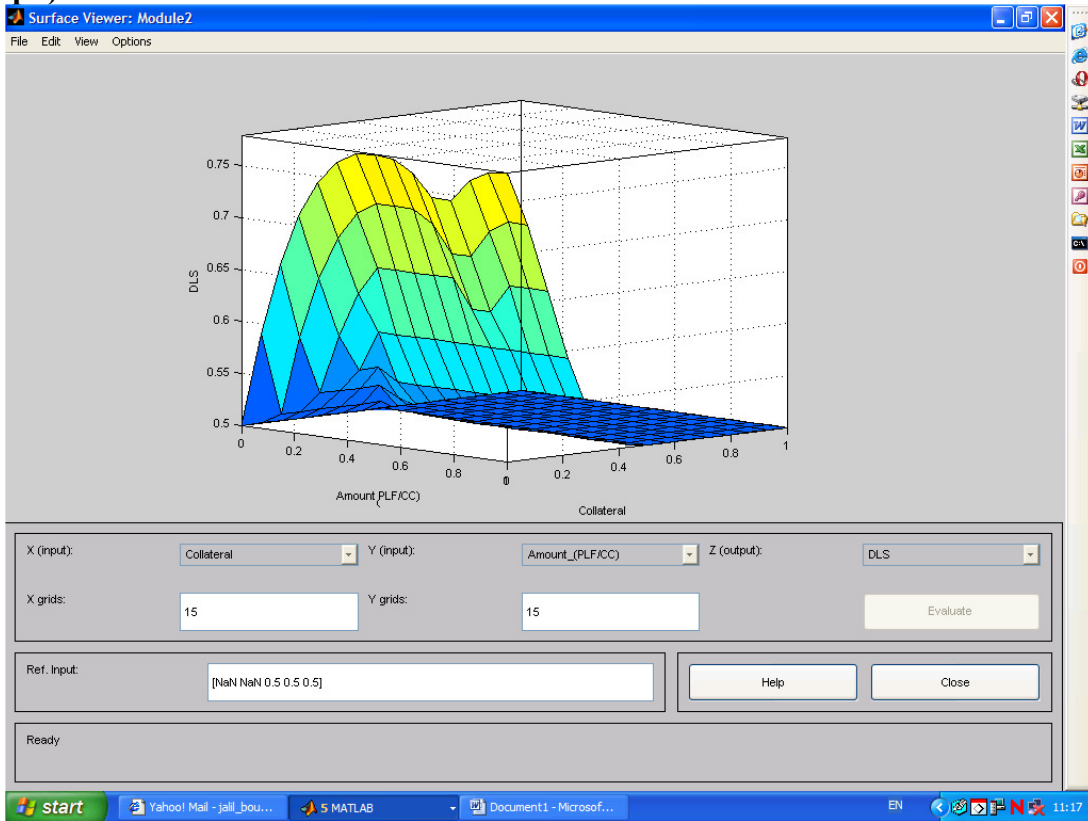 Surface Viewer: Module2
File Edit View Options
0.75
0.7
0.65
0.6
0.55
0.5
DLS
0
0.2
0.4
0.6
0.8
0.2
0.4
0.6
0.8
1
Amount_(PLF/CC)
Collateral
X (input):
Collateral
Y (input):
Amount_(PLF/CC)
Z (output):
DLS
X grids:
15
Y grids:
15
Evaluate
Ref. Input:
[NaN NaN 0.5 0.5 0.5]
Help
Close
Ready
start
Yahoo! Mail - jalil_bou...
5 MATLAB
Document1 - Microsof...
EN
11:17